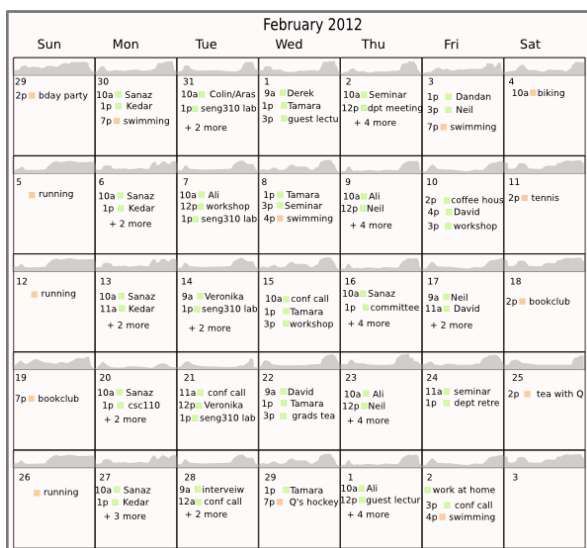 February 2012
Sun Mon Tue Wed Thu Fri Sat
29
2p bday party
30
10a Sanaz
1p Kedar
7p swimming
31
10a Colin/Aras
1p seng310 lab
+ 2 more
1
9a Derek
1p Tamara
3p guest lectu
2
10a Seminar
12p dpt meeting
+ 4 more
3
1p Dandan
3p Neil
7p swimming
4
10a biking
5
running
6
10a Sanaz
1p Kedar
+ 2 more
7
10a Ali
12p workshop
1p seng310 lab
8
1p Tamara
3p Seminar
4p swimming
9
10a Ali
12p Neil
+ 4 more
10
2p coffee hous
4p David
3p workshop
11
2p tennis
12
running
13
10a Sanaz
11a Kedar
+ 2 more
14
9a Veronika
1p seng310 lab
+ 2 more
15
10a conf call
1p Tamara
3p workshop
16
10a Sanaz
1p committee
+ 4 more
17
9a Neil
11a David
+ 2 more
18
2p bookclub
19
7p bookclub
20
10a Sanaz
1p csc110
+ 2 more
21
11a conf call
12p Veronika
1p seng310 lab
22
9a David
1p Tamara
3p grads tea
23
10a Ali
12p Neil
+ 4 more
24
11a seminar
1p dept retre
25
2p tea with Q
26
running
27
10a Sanaz
1p Kedar
+ 3 more
28
9a interveiw
12a conf call
+ 2 more
29
1p Tamara
7p Q's hockey
1
10a Ali
12p guest lectur
+ 4 more
2
work at home
3p conf call
4p swimming
3